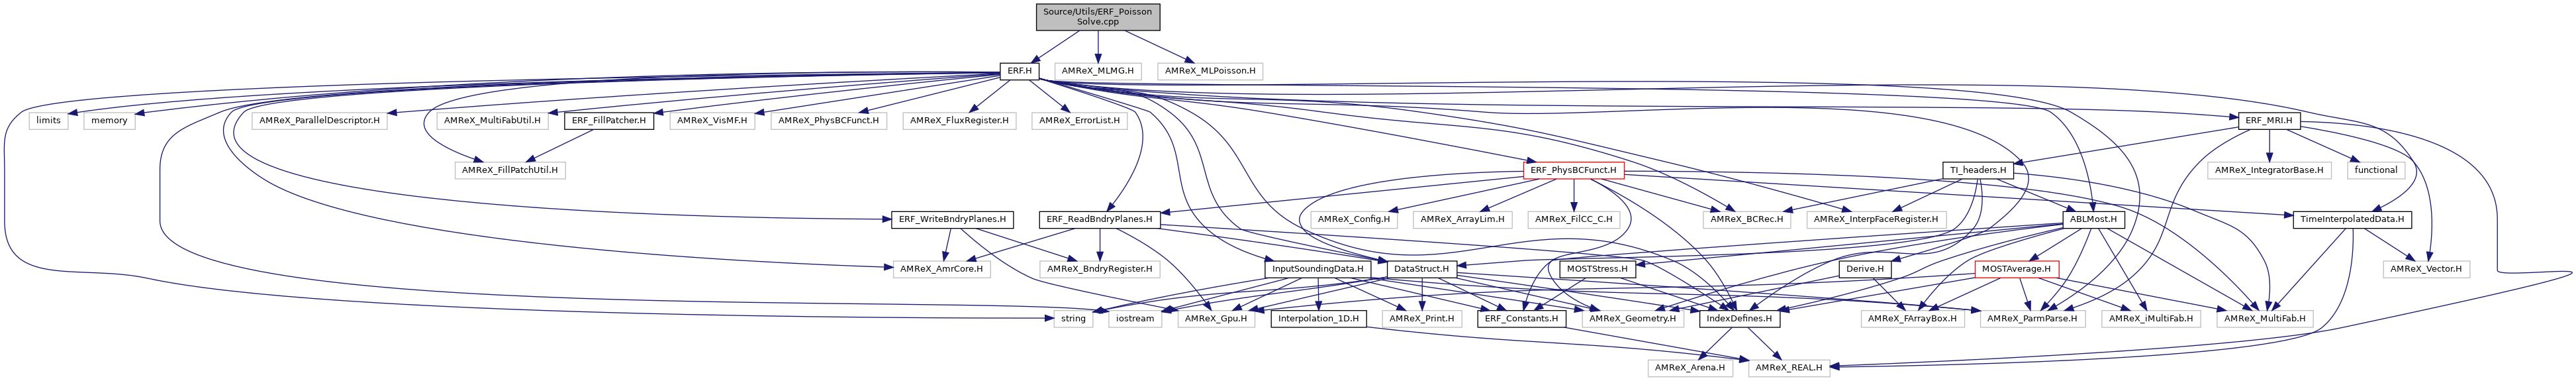 Source/Utils/ERF_Poisson
Solve.cpp
ERF.H
AMReX_MLMG.H
AMReX_MLPoisson.H
limits
memory
AMReX_ParallelDescriptor.H
AMReX_MultiFabUtil.H
ERF_FillPatcher.H
AMReX_VisMF.H
AMReX_PhysBCFunct.H
AMReX_FluxRegister.H
AMReX_ErrorList.H
ERF_MRI.H
AMReX_FillPatchUtil.H
ERF_PhysBCFunct.H
TI_headers.H
AMReX_IntegratorBase.H
functional
ERF_WriteBndryPlanes.H
ERF_ReadBndryPlanes.H
AMReX_Config.H
AMReX_ArrayLim.H
AMReX_FilCC_C.H
AMReX_BCRec.H
AMReX_InterpFaceRegister.H
ABLMost.H
TimeInterpolatedData.H
AMReX_AmrCore.H
AMReX_BndryRegister.H
InputSoundingData.H
DataStruct.H
MOSTStress.H
Derive.H
MOSTAverage.H
AMReX_Vector.H
string
iostream
AMReX_Gpu.H
Interpolation_1D.H
AMReX_Print.H
ERF_Constants.H
AMReX_Geometry.H
IndexDefines.H
AMReX_FArrayBox.H
AMReX_ParmParse.H
AMReX_iMultiFab.H
AMReX_MultiFab.H
AMReX_Arena.H
AMReX_REAL.H